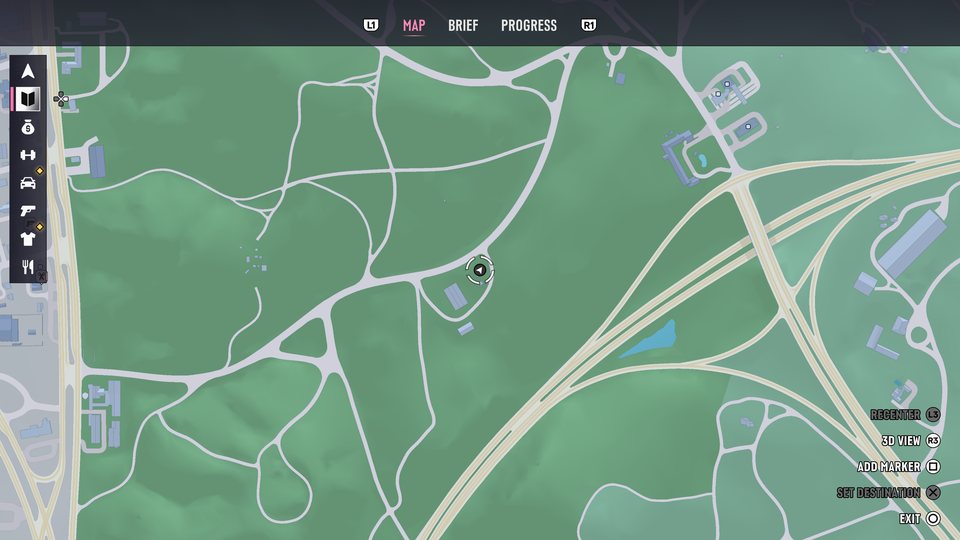 L1 MAP BRIEF PROGRESS R1
$
RECENTER L3
3D VIEW R3
ADD MARKER
SET DESTINATION
EXIT